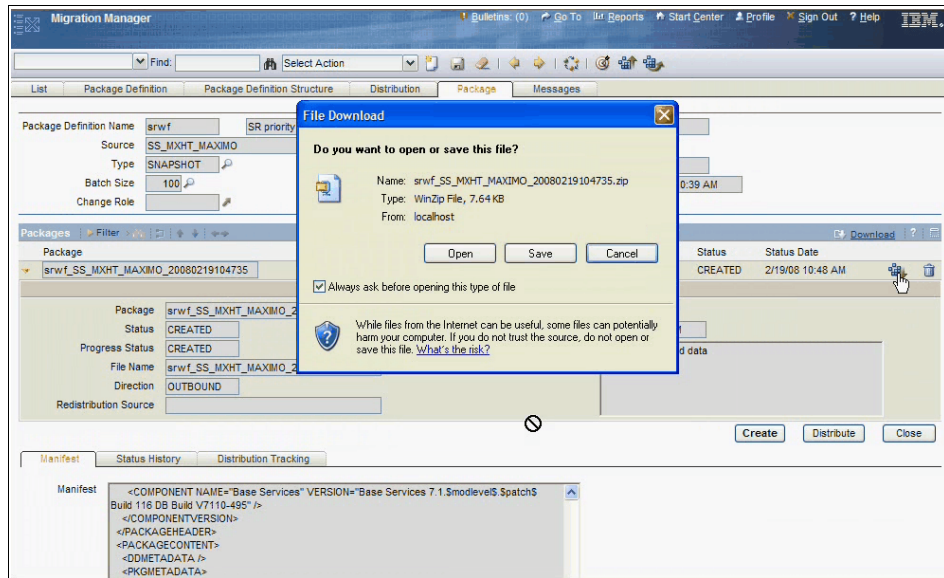 Migration Manager
Bulletins: (0) Go To Reports Start Center Profile Sign Out ? Help IBM.
Find: Select Action
List Package Definition Package Definition Structure Distribution Package Messages
File Download
Do you want to open or save this file?
Name: srwf_SS_MXHT_MAXIMO_20080219104735.zip
Type: WinZip File, 7.64 KB
From: localhost
Open Save Cancel
Always ask before opening this type of file
While files from the Internet can be useful, some files can potentially
harm your computer. If you do not trust the source, do not open or
save this file. What's the risk?
Package Definition Name srwf SR priority
Source SS_MXHT_MAXIMO
Type SNAPSHOT
Batch Size 100 0:39 AM
Change Role
Packages Filter Download ?
Package Status Status Date
srwf_SS_MXHT_MAXIMO_20080219104735 CREATED 2/19/08 10:48 AM
Package srwf_SS_MXHT_MAXIMO_2
Status CREATED
Progress Status CREATED d data
File Name srwf_SS_MXHT_MAXIMO_2
Direction OUTBOUND
Redistribution Source
Create Distribute Close
Manifest Status History Distribution Tracking
Manifest <COMPONENT NAME="Base Services" VERSION="Base Services 7.1.$modlevel$.$patch$
Build 116 DB Build V7110-495" />
</COMPONENTVERSION>
</PACKAGEHEADER>
<PACKAGECONTENT>
<DDMETADATA />
<PKGMETADATA>